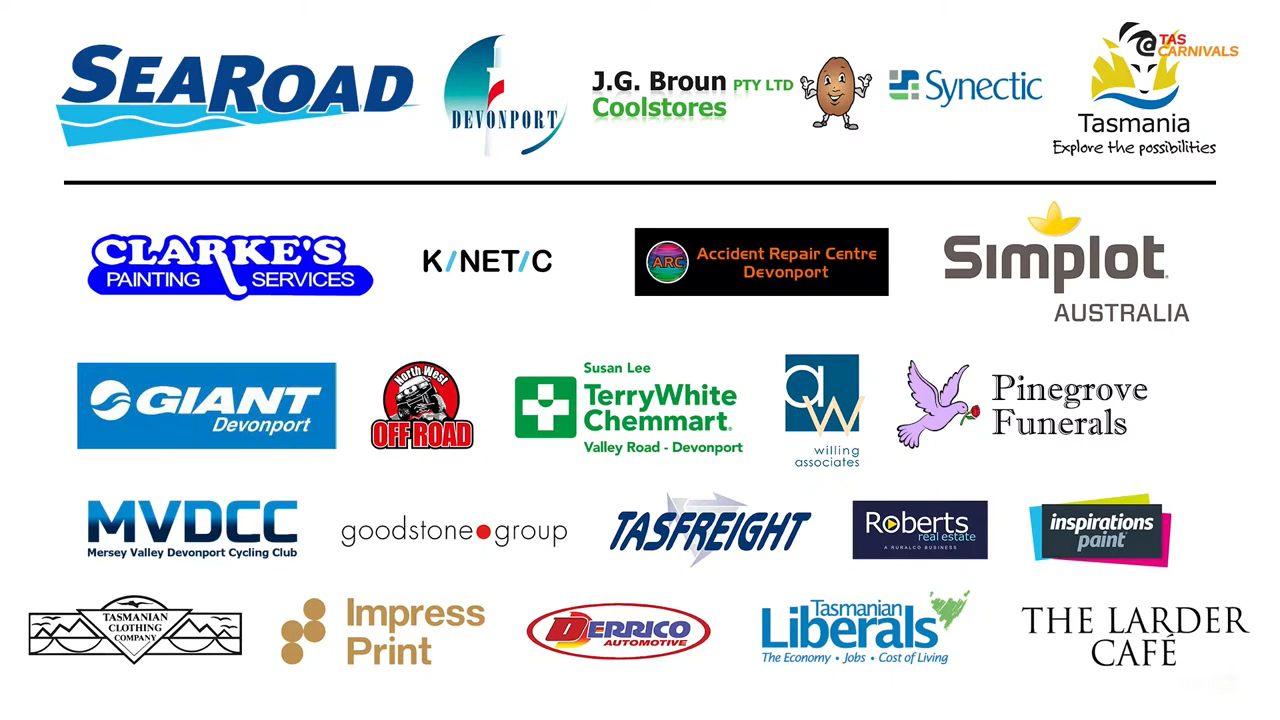 SEAROAD
DEVONPORT
J.G. Broun PTY LTD
Coolstores
Synectic
@TAS
CARNIVALS
Tasmania
Explore the possibilities
CLARKE'S
PAINTING SERVICES
K/NET/C
ARC
Accident Repair Centre
Devonport
Simplot
AUSTRALIA
GIANT
Devonport
North West
OFF ROAD
Susan Lee
TerryWhite
Chemmart.
Valley Road - Devonport
aw
willing
associates
Pinegrove
Funerals
MVDCC
Mersey Valley Devonport Cycling Club
goodstone group
TASFREIGHT
Roberts
real estate
A RURALCO BUSINESS
inspirations
paint
TASMANIAN
CLOTHING
COMPANY
Impress
Print
DERRICO
AUTOMOTIVE
Tasmanian
Liberals
The Economy • Jobs • Cost of Living
THE LARDER
CAFÉ